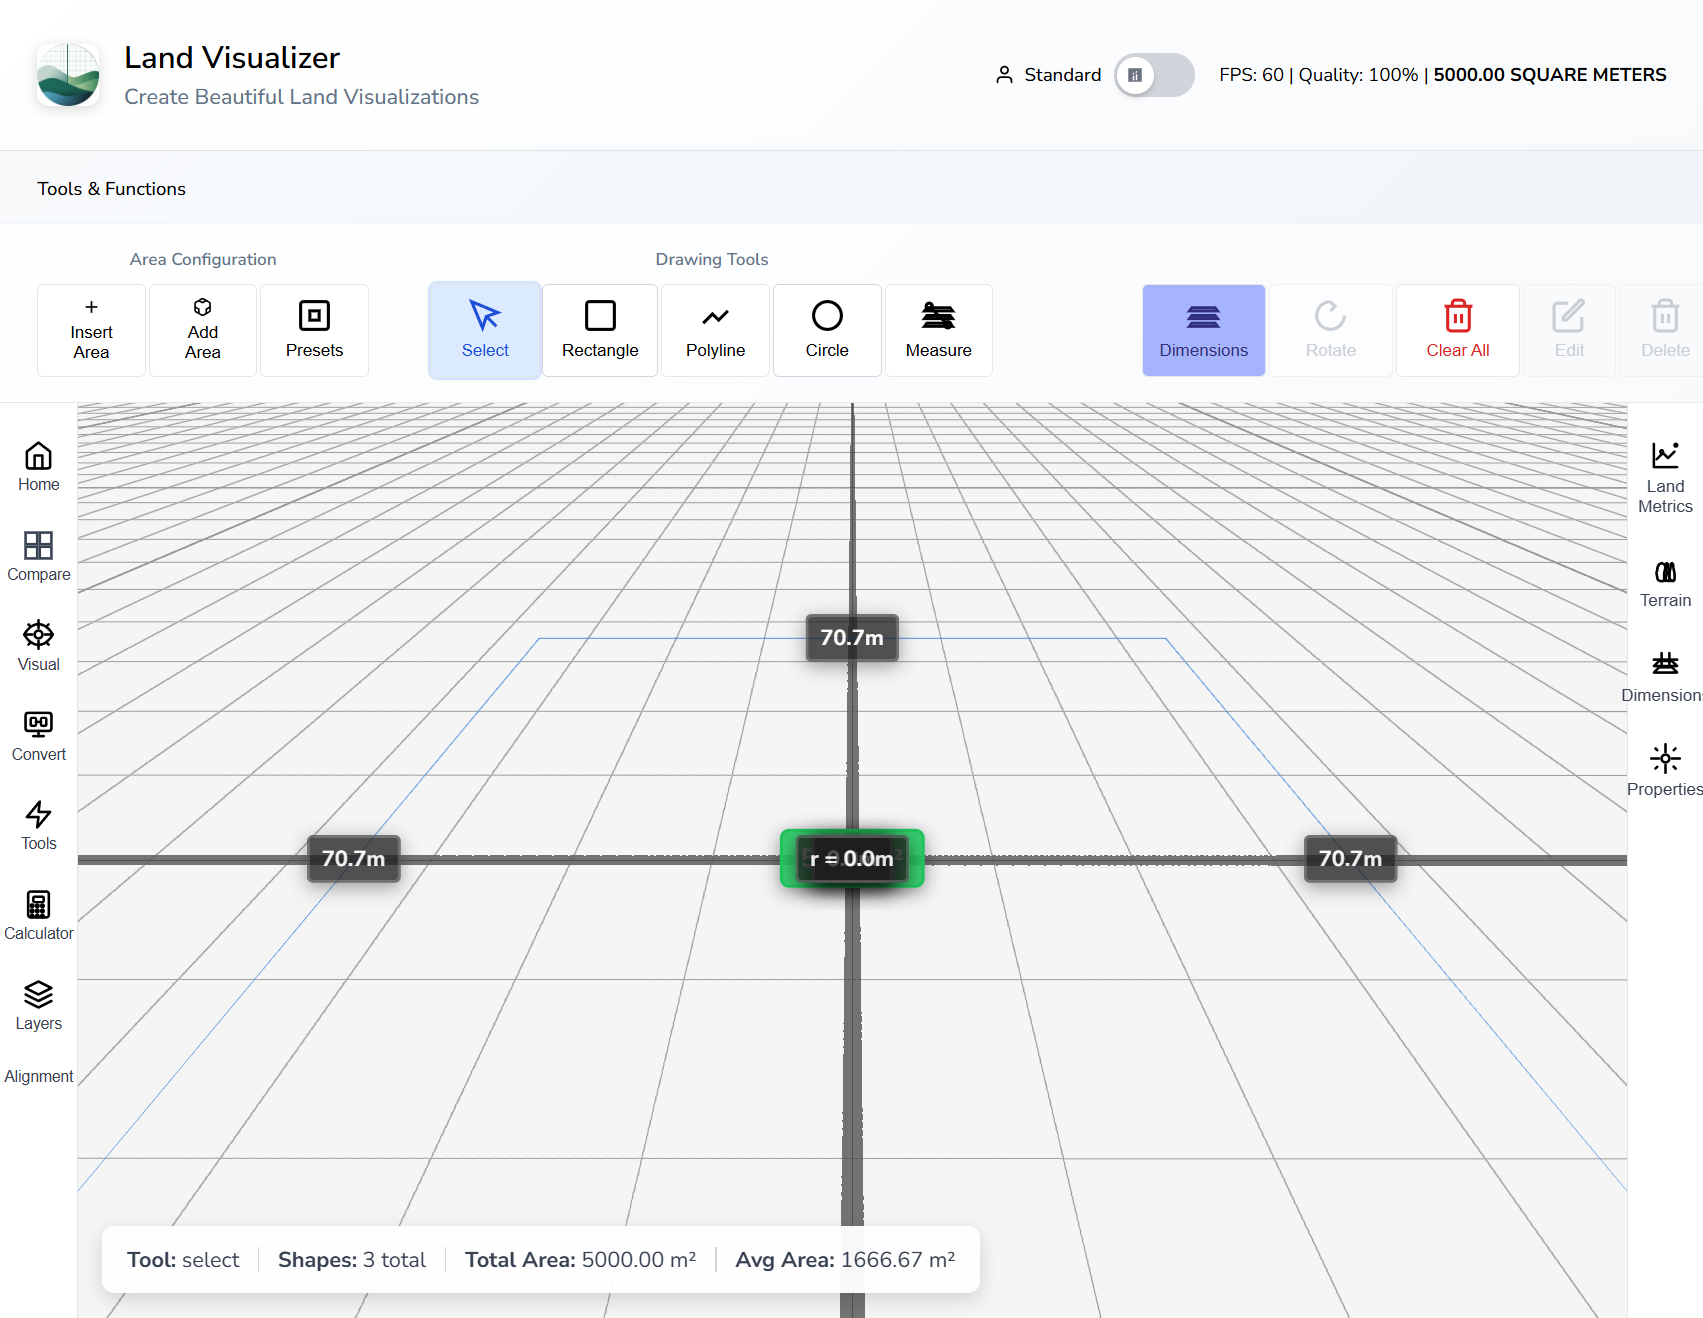 Land Visualizer
Create Beautiful Land Visualizations
Standard
FPS: 60 | Quality: 100% | 5000.00 SQUARE METERS
Tools & Functions
Area Configuration
Drawing Tools
Insert
Area
Add
Area
Presets
Select
Rectangle
Polyline
Circle
Measure
Dimensions
Rotate
Clear All
Edit
Delete
Home
Compare
Visual
Convert
Tools
Calculator
Layers
Alignment
70.7m
70.7m
r = 0.0m
70.7m
Land
Metrics
Terrain
Dimensions
Properties
Tool: select
Shapes: 3 total
Total Area: 5000.00 m²
Avg Area: 1666.67 m²